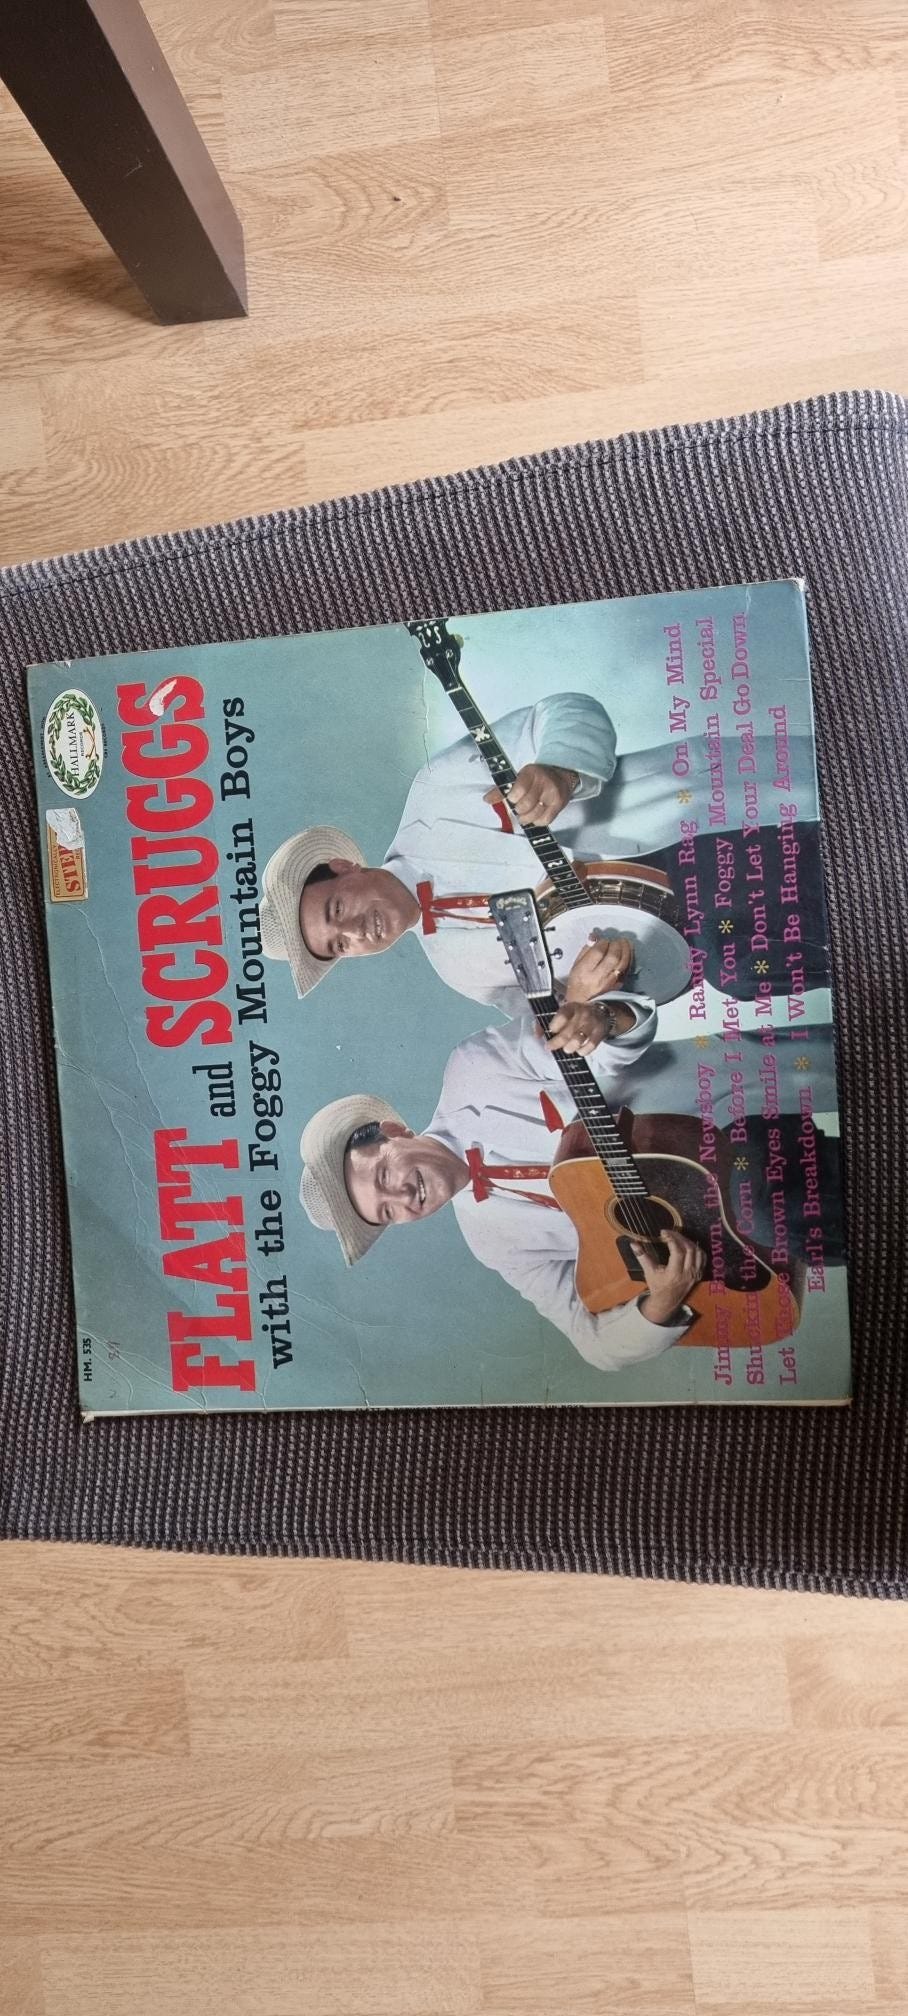 HM. 535
ELECTRONICALLY
HALLMARK
RECORDS
FLATT and SCRUGGS
with the Foggy Mountain Boys
Jimmy Brown, the Newsboy * Randy Lynn Rag * On My Mind
Shuckin' the Corn * Before I Met You * Foggy Mountain Special
Let Those Brown Eyes Smile at Me * Don't Let Your Deal Go Down
Earl's Breakdown * I Won't Be Hanging Around